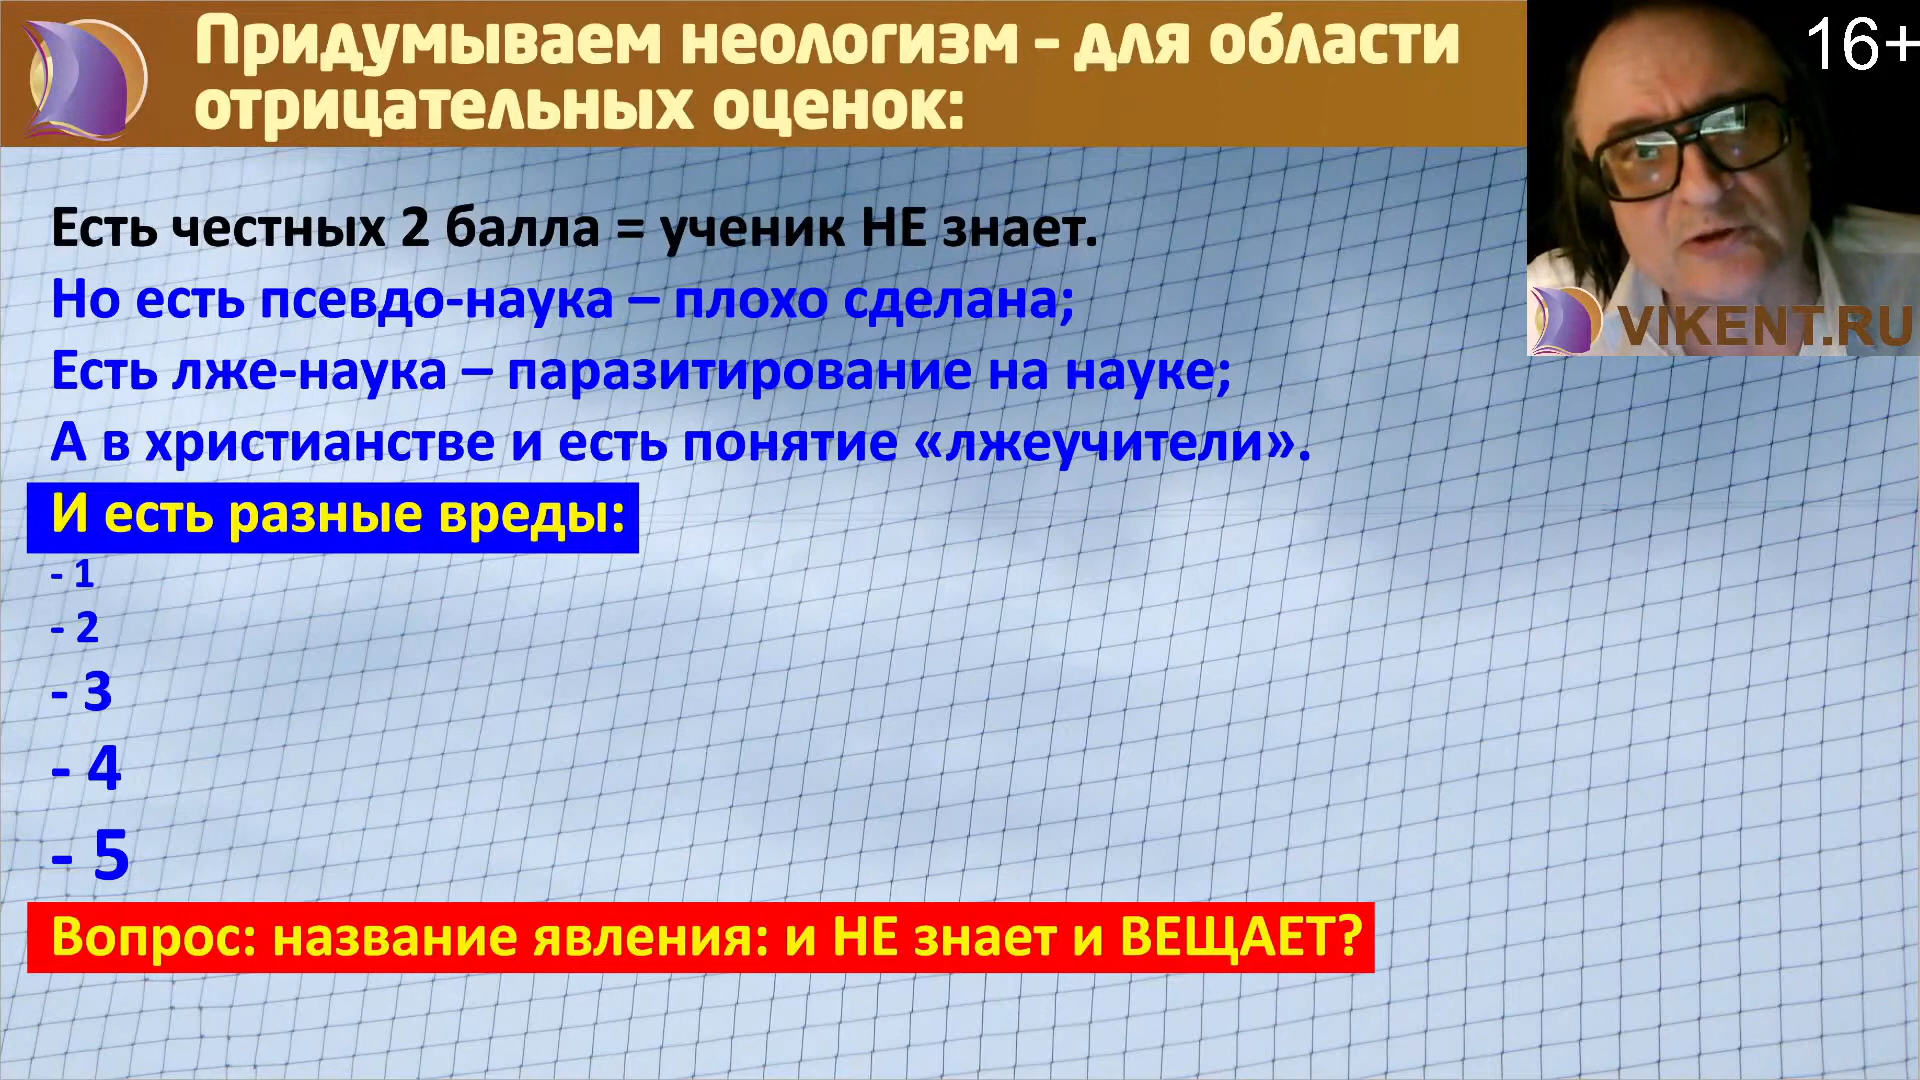 Придумываем неологизм - для области
отрицательных оценок:
16+
VIKENT.RU
Есть честных 2 балла = ученик НЕ знает.
Но есть псевдо-наука – плохо сделана;
Есть лже-наука – паразитирование на науке;
А в христианстве и есть понятие «лжеучители».
И есть разные вреды:
- 1
- 2
- 3
- 4
- 5
Вопрос: название явления: и НЕ знает и ВЕЩАЕТ?